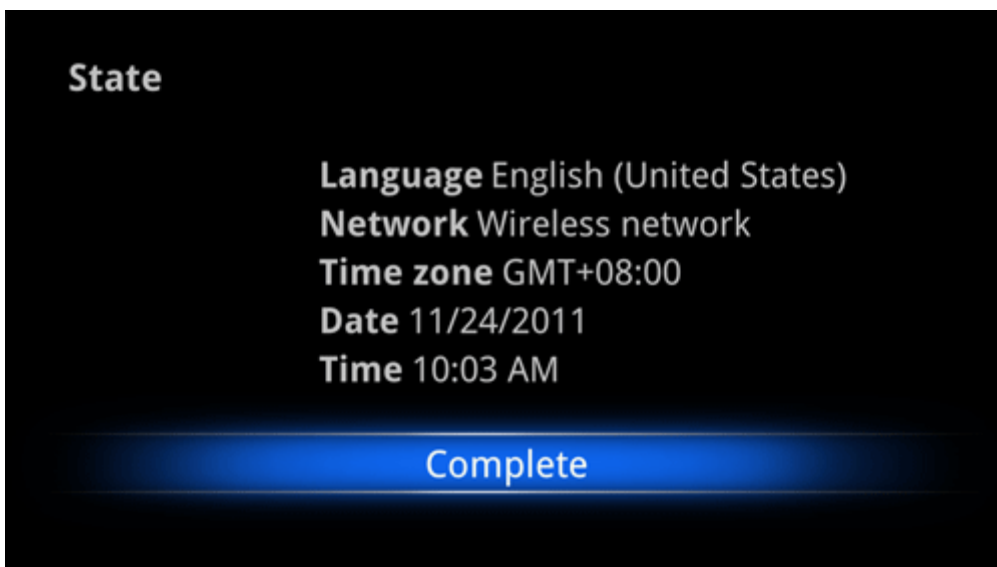 State
Language English (United States)
Network Wireless network
Time zone GMT+08:00
Date 11/24/2011
Time 10:03 AM
Complete